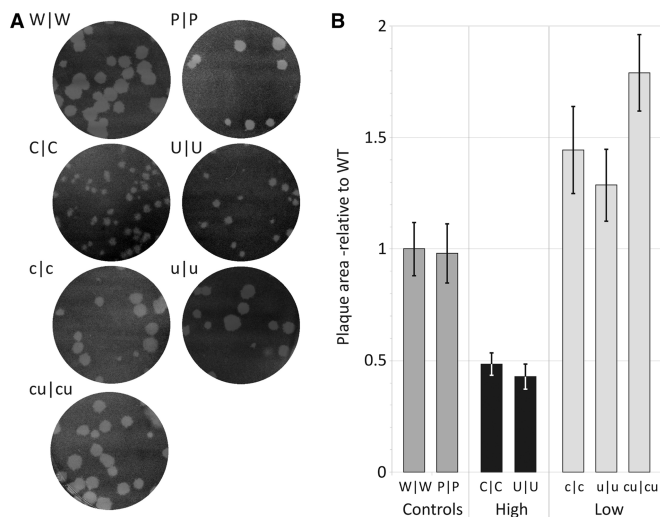 A
W|W
P|P
C|C
U|U
c|c
u|u
cu|cu
B
Plaque area -relative to WT
2
1.5
1
0.5
0
W|W P|P C|C U|U c|c u|u cu|cu
Controls High Low